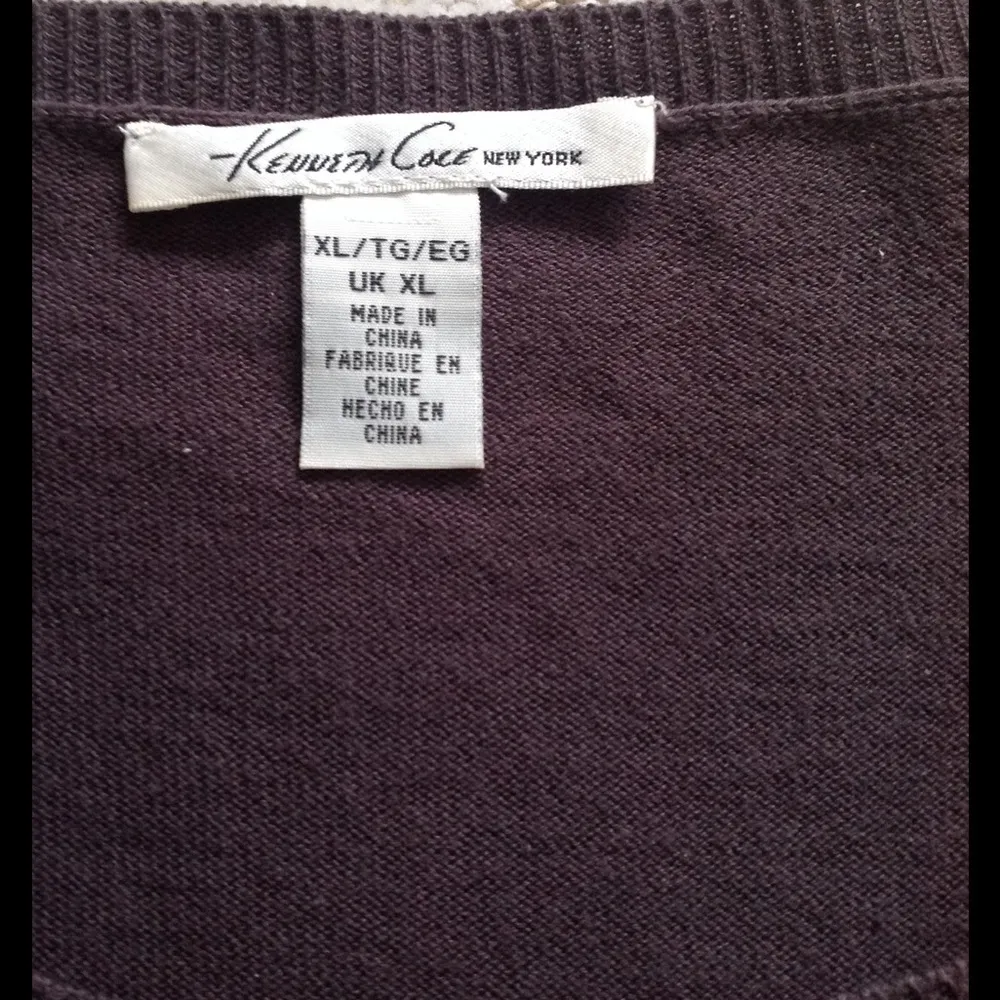 Kenneth Cole NEW YORK
XL/TG/EG
UK XL
MADE IN
CHINA
FABRIQUE EN
CHINE
HECHO EN
CHINA